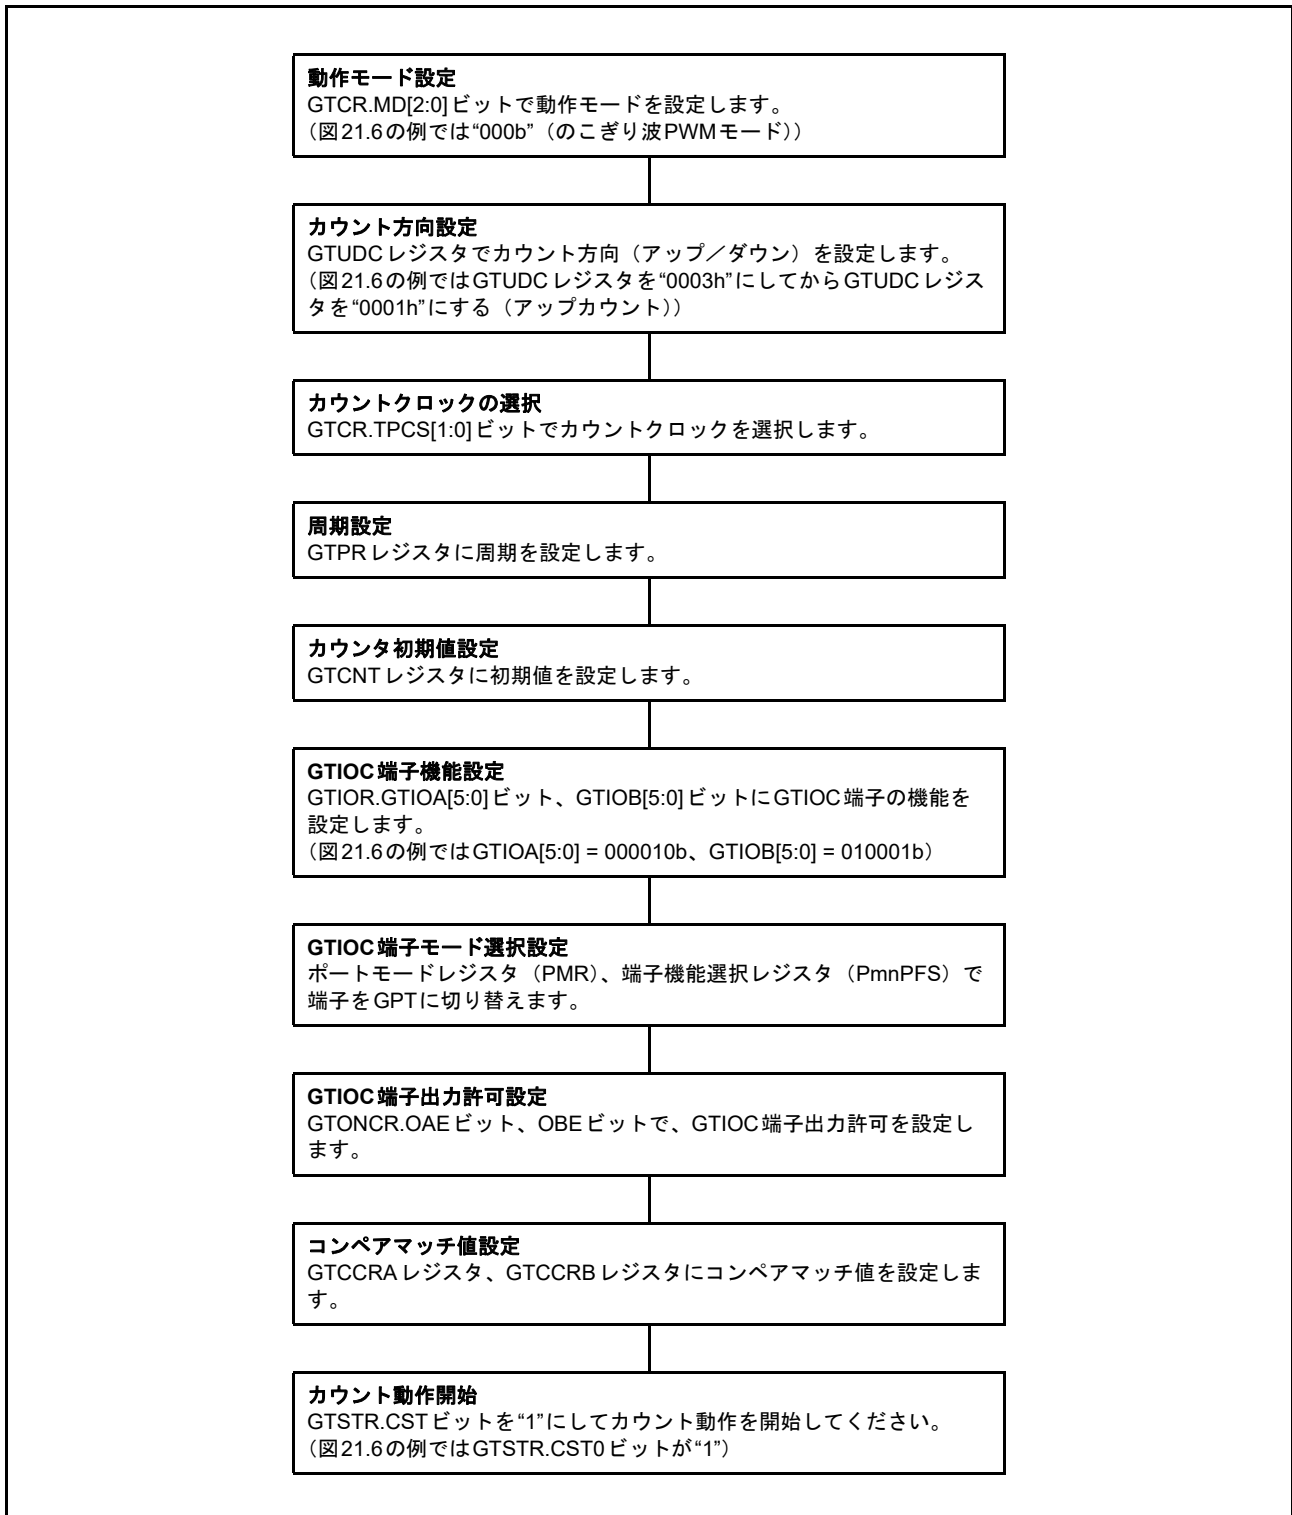 動作モード設定
GTCR.MD[2:0]ビットで動作モードを設定します。
（図21.6の例では“000b”（のこぎり波PWMモード））
カウント方向設定
GTUDCレジスタでカウント方向（アップ／ダウン）を設定します。
（図21.6の例ではGTUDCレジスタを“0003h”にしてからGTUDCレジス
タを“0001h”にする（アップカウント））
カウントクロックの選択
GTCR.TPCS[1:0]ビットでカウントクロックを選択します。
周期設定
GTPRレジスタに周期を設定します。
カウンタ初期値設定
GTCNTレジスタに初期値を設定します。
GTIOC端子機能設定
GTIOR.GTIOA[5:0]ビット、GTIOB[5:0]ビットにGTIOC端子の機能を
設定します。
（図21.6の例ではGTIOA[5:0] = 000010b、GTIOB[5:0] = 010001b）
GTIOC端子モード選択設定
ポートモードレジスタ（PMR）、端子機能選択レジスタ（PmnPFS）で
端子をGPTに切り替えます。
GTIOC端子出力許可設定
GTONCR.OAEビット、OBEビットで、GTIOC端子出力許可を設定し
ます。
コンペアマッチ値設定
GTCCRAレジスタ、GTCCRBレジスタにコンペアマッチ値を設定しま
す。
カウント動作開始
GTSTR.CSTビットを“1”にしてカウント動作を開始してください。
（図21.6の例ではGTSTR.CST0ビットが“1”）